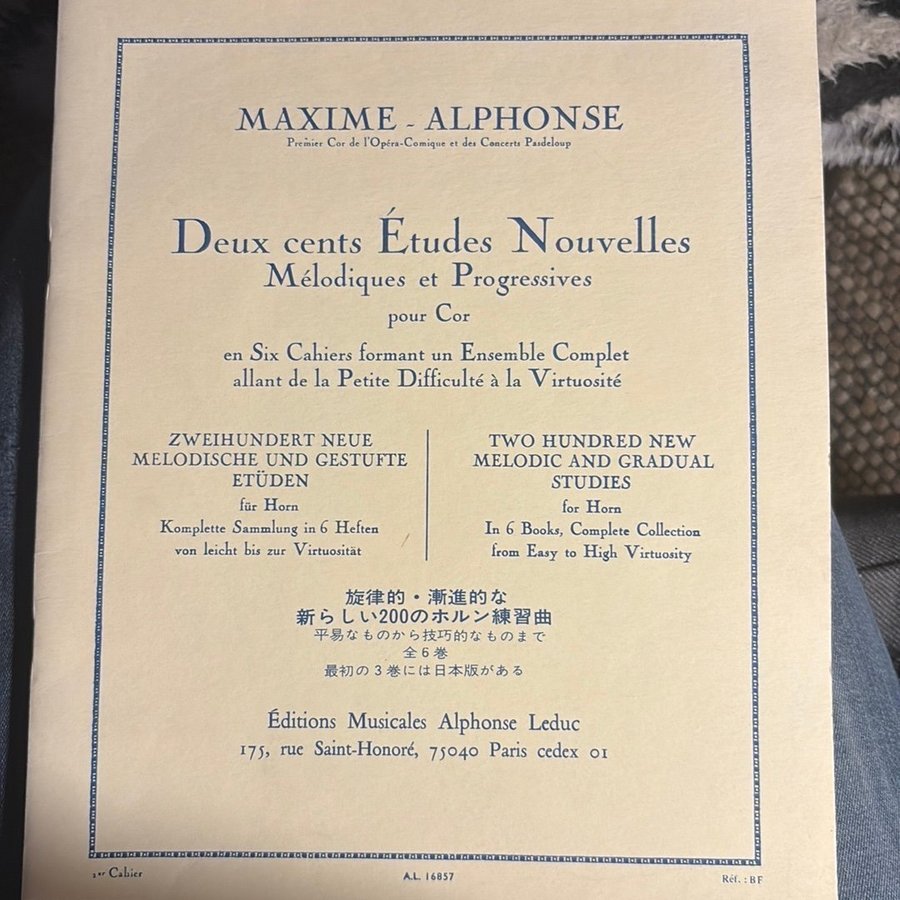 MAXIME - ALPHONSE
Premier Cor de l'Opéra-Comique et des Concerts Pasdeloup
Deux cents Études Nouvelles
Mélodiques et Progressives
pour Cor
en Six Cahiers formant un Ensemble Complet
allant de la Petite Difficulté à la Virtuosité
ZWEIHUNDERT NEUE
MELODISCHE UND GESTUFTE
ETÜDEN
für Horn
Komplette Sammlung in 6 Heften
von leicht bis zur Virtuosität
TWO HUNDRED NEW
MELODIC AND GRADUAL
STUDIES
for Horn
In 6 Books, Complete Collection
from Easy to High Virtuosity
旋律的・漸進的な
新らしい200のホルン練習曲
平易なものから技巧的なものまで
全6巻
最初の3巻には日本版がある
Éditions Musicales Alphonse Leduc
175, rue Saint-Honoré, 75040 Paris cedex 01
Cahier
A.L. 16857
Réf. : BF